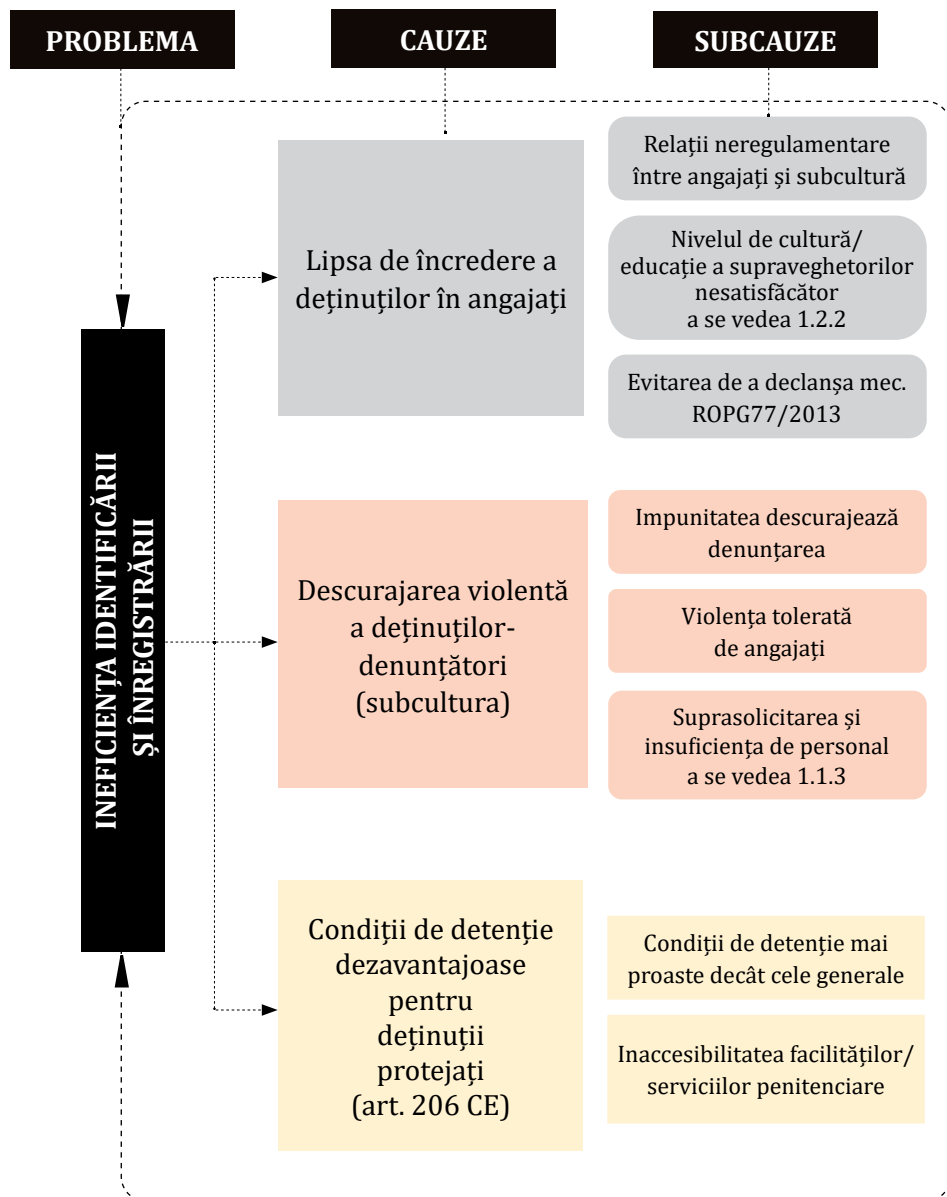 PROBLEMA
CAUZE
SUBCAUZE
INEFICIENȚA IDENTIFICĂRII
ȘI ÎNREGISTRĂRII
Lipsa de încredere a
deținuților în angajați
Relații neregulamentare
între angajați și subcultură
Nivelul de cultură/
educație a supraveghetorilor
nesatisfăcător
a se vedea 1.2.2
Evitarea de a declanșa mec.
ROPG77/2013
Descurajarea violentă
a deținuților-
denunțători
(subcultura)
Impunitatea descurajează
denunțarea
Violența tolerată
de angajați
Suprasolicitarea și
insuficiența de personal
a se vedea 1.1.3
Condiții de detenție
dezavantajoase
pentru
deținuții
protejați
(art. 206 CE)
Condiții de detenție mai
proaste decât cele generale
Inaccesibilitatea facilităților/
serviciilor penitenciare